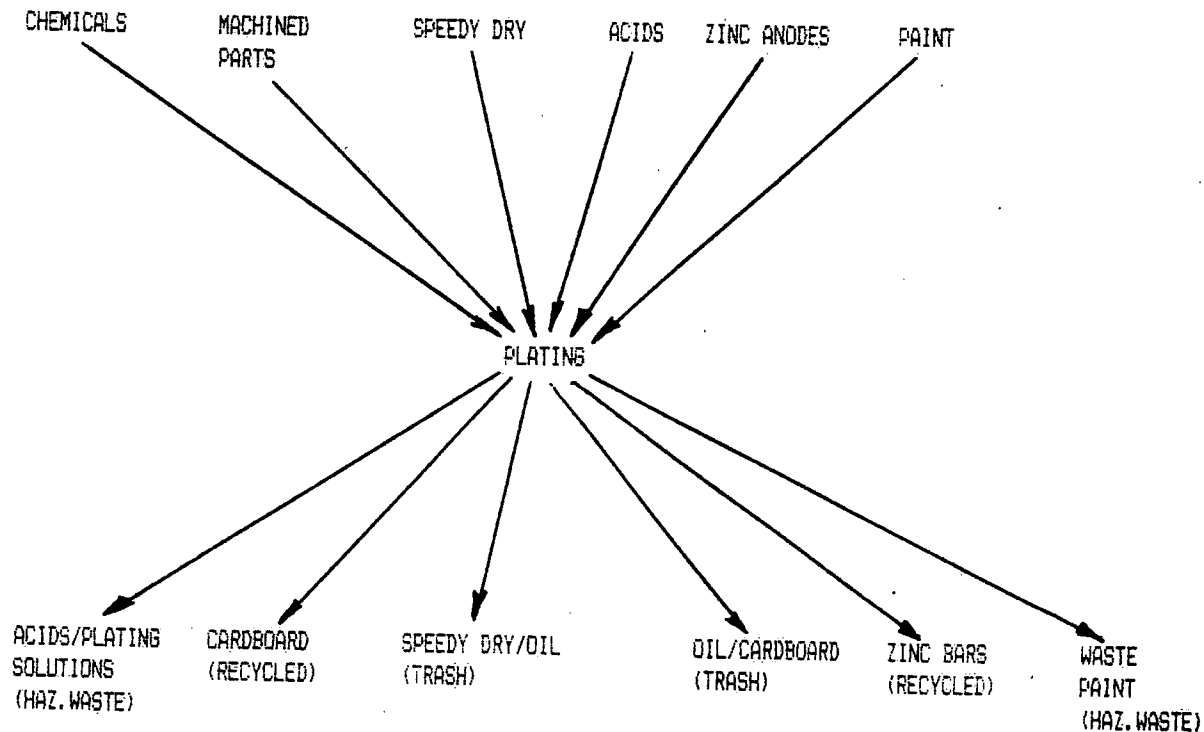 CHEMICALS
MACHINED
PARTS
SPEEDY DRY
ACIDS
ZINC ANODES
PAINT
PLATING
ACIDS/PLATING
SOLUTIONS
(HAZ.WASTE)
CARDBOARD
(RECYCLED)
SPEEDY DRY/OIL
(TRASH)
OIL/CARDBOARD
(TRASH)
ZINC BARS
(RECYCLED)
WASTE
PAINT
(HAZ.WASTE)